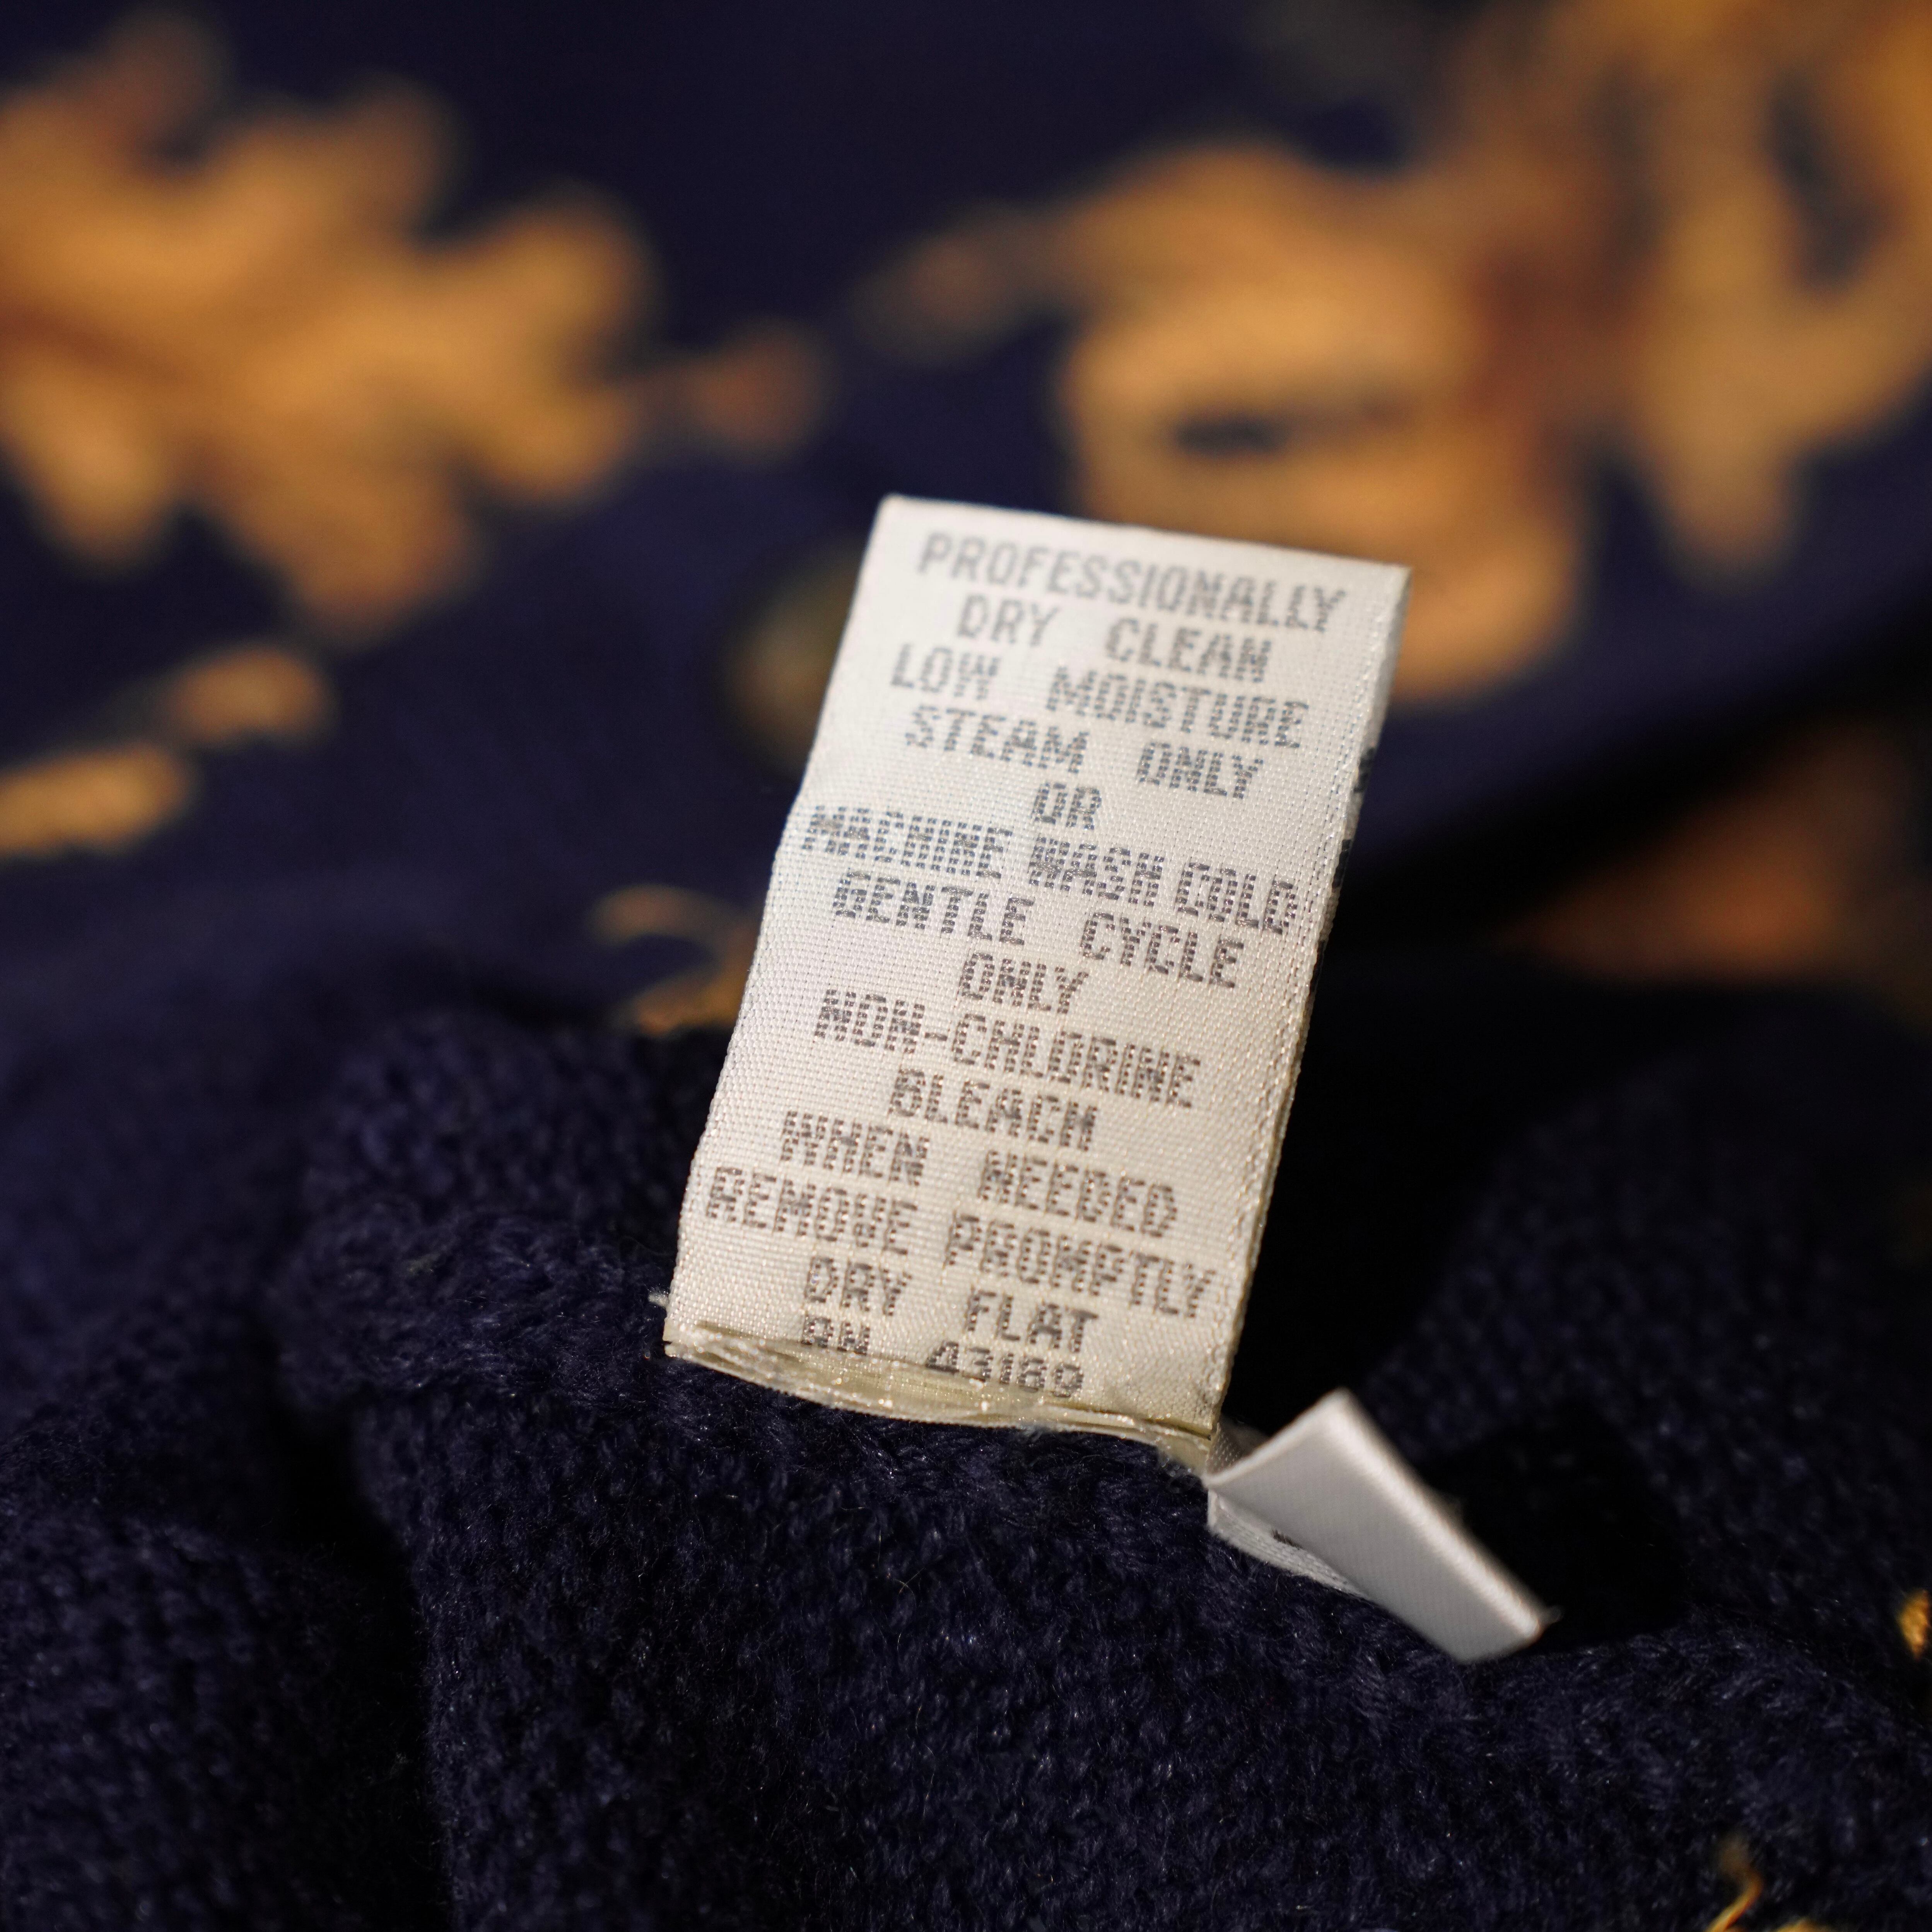 PROFESSIONALLY
DRY CLEAN
LOW MOISTURE
STEAM ONLY
OR
MACHINE WASH COLD
GENTLE CYCLE
ONLY
NON-CHLORINE
BLEACH
WHEN NEEDED
REMOVE PROMPTLY
DRY FLAT
RN 43189